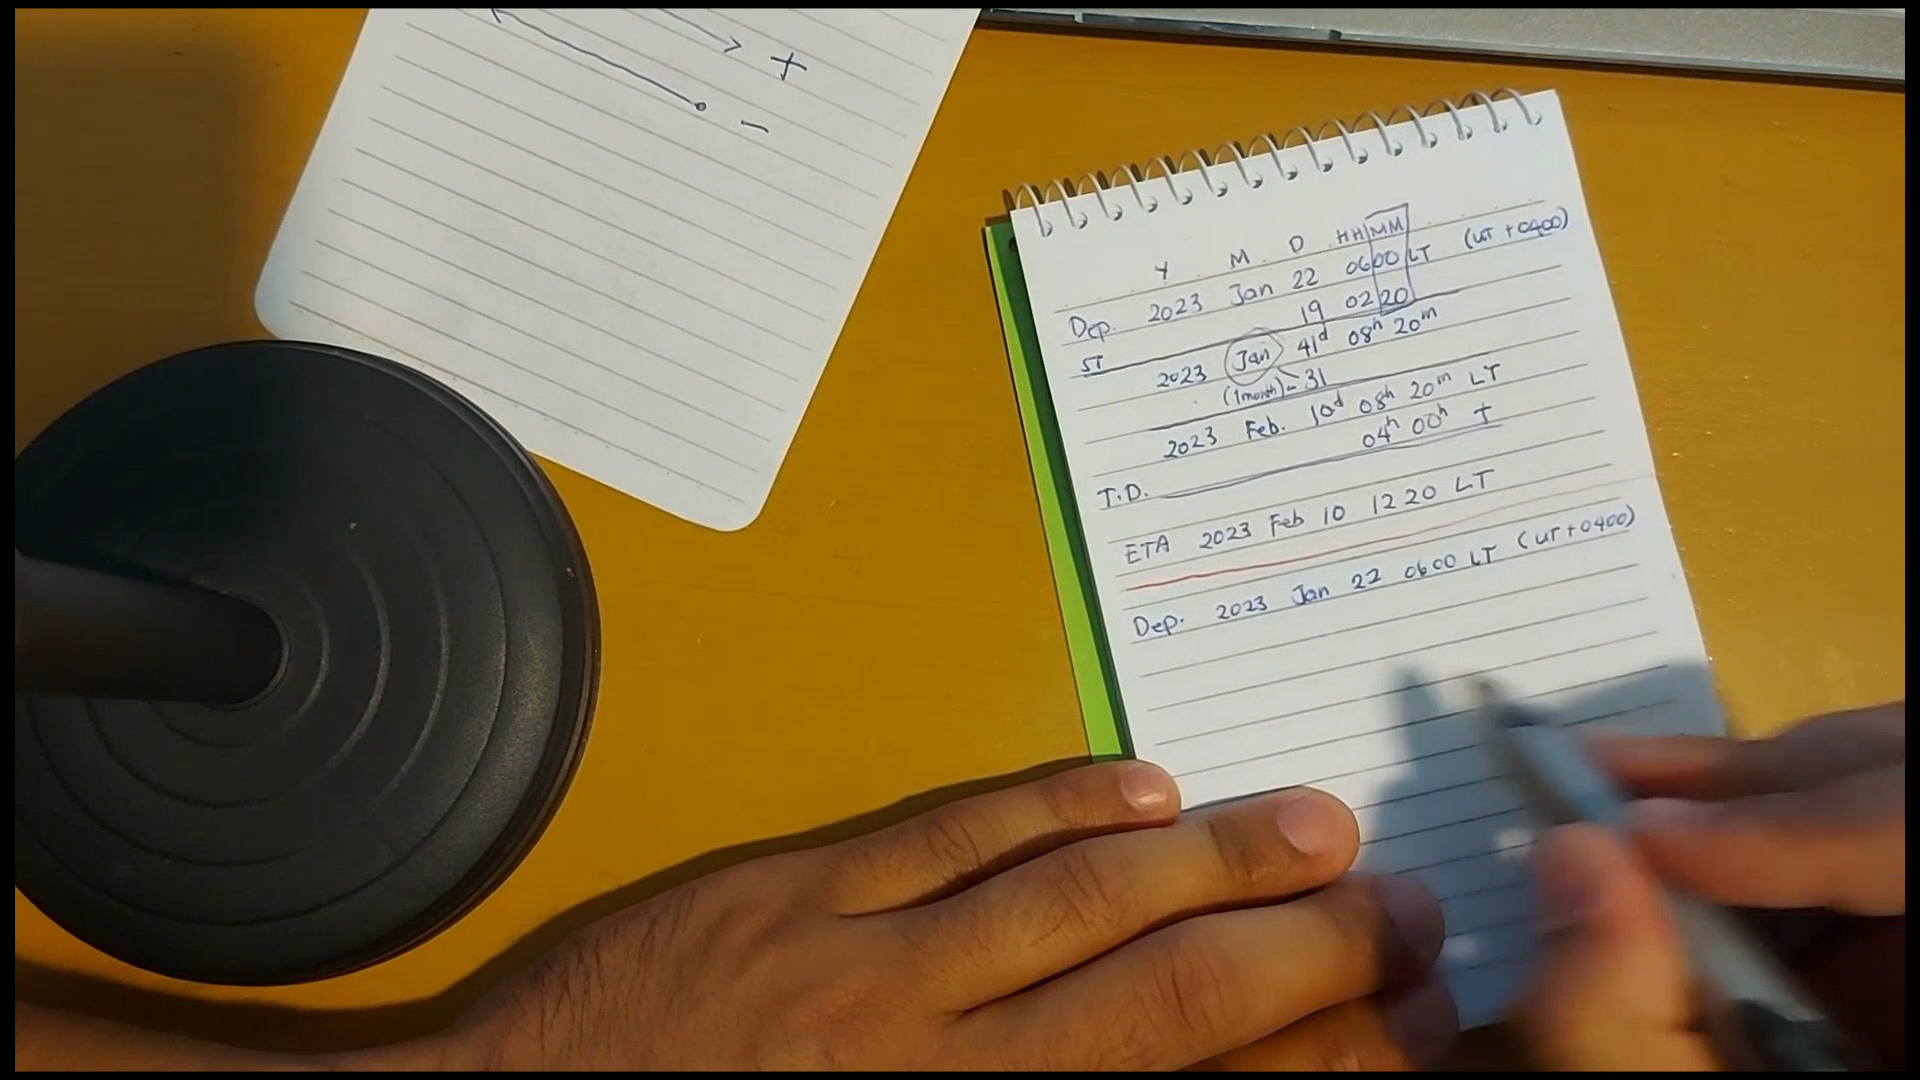 +
-
Y M D HH MM
Dep. 2023 Jan 22 0600 LT (UT +0400)
ST 19 02 20
2023 Jan 41d 08h 20m
(1month) - 31
2023 Feb. 10d 08h 20m LT
T.D. 04h 00h +
ETA 2023 Feb 10 1220 LT
Dep. 2023 Jan 22 0600 LT (UT+0400)